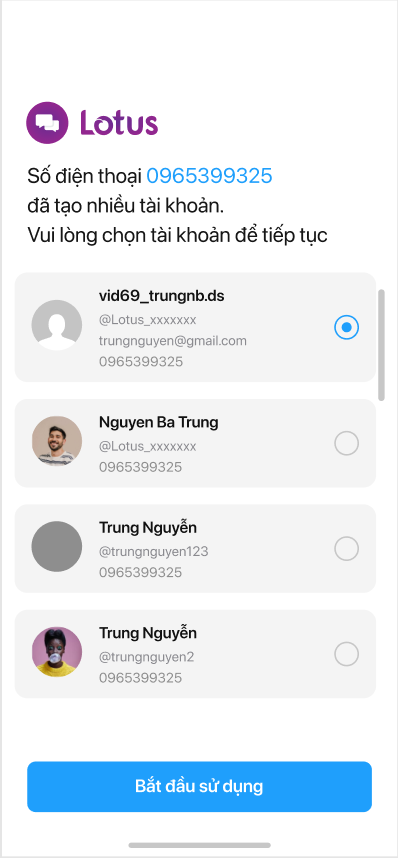 Lotus
Số điện thoại 0965399325
đã tạo nhiều tài khoản.
Vui lòng chọn tài khoản để tiếp tục
vid69_trungnb.ds
@Lotus_xxxxxxx
trungnguyen@gmail.com
0965399325
Nguyen Ba Trung
@Lotus_xxxxxxx
0965399325
Trung Nguyễn
@trungnguyen123
0965399325
Trung Nguyễn
@trungnguyen2
0965399325
Bắt đầu sử dụng